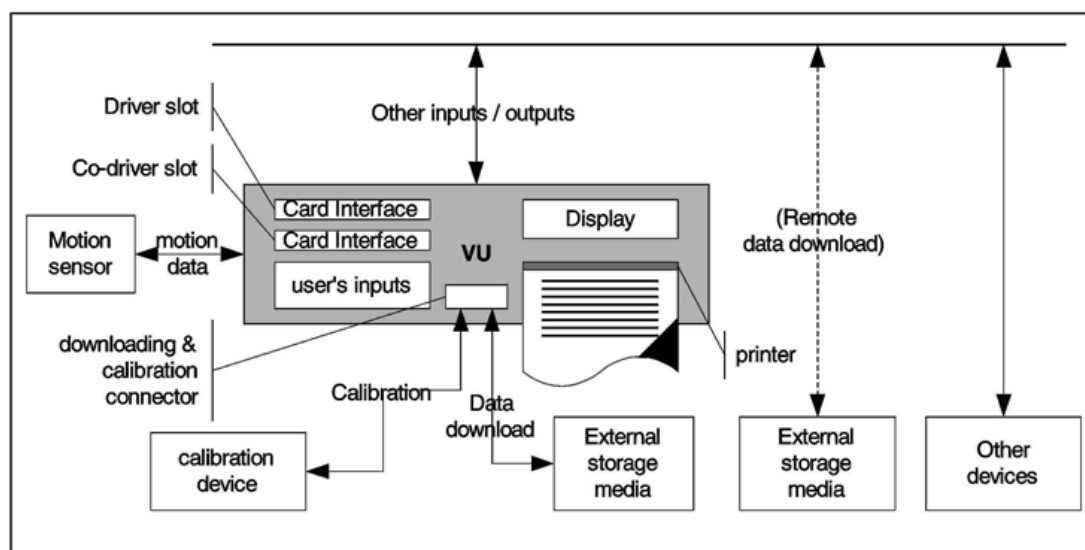 Driver slot
Other inputs / outputs
Co-driver slot
Card Interface
Card Interface
Display
(Remote
data download)
Motion
sensor
motion
data
VU
user's inputs
downloading &
calibration
connector
printer
Calibration
Data
download
calibration
device
External
storage
media
External
storage
media
Other
devices